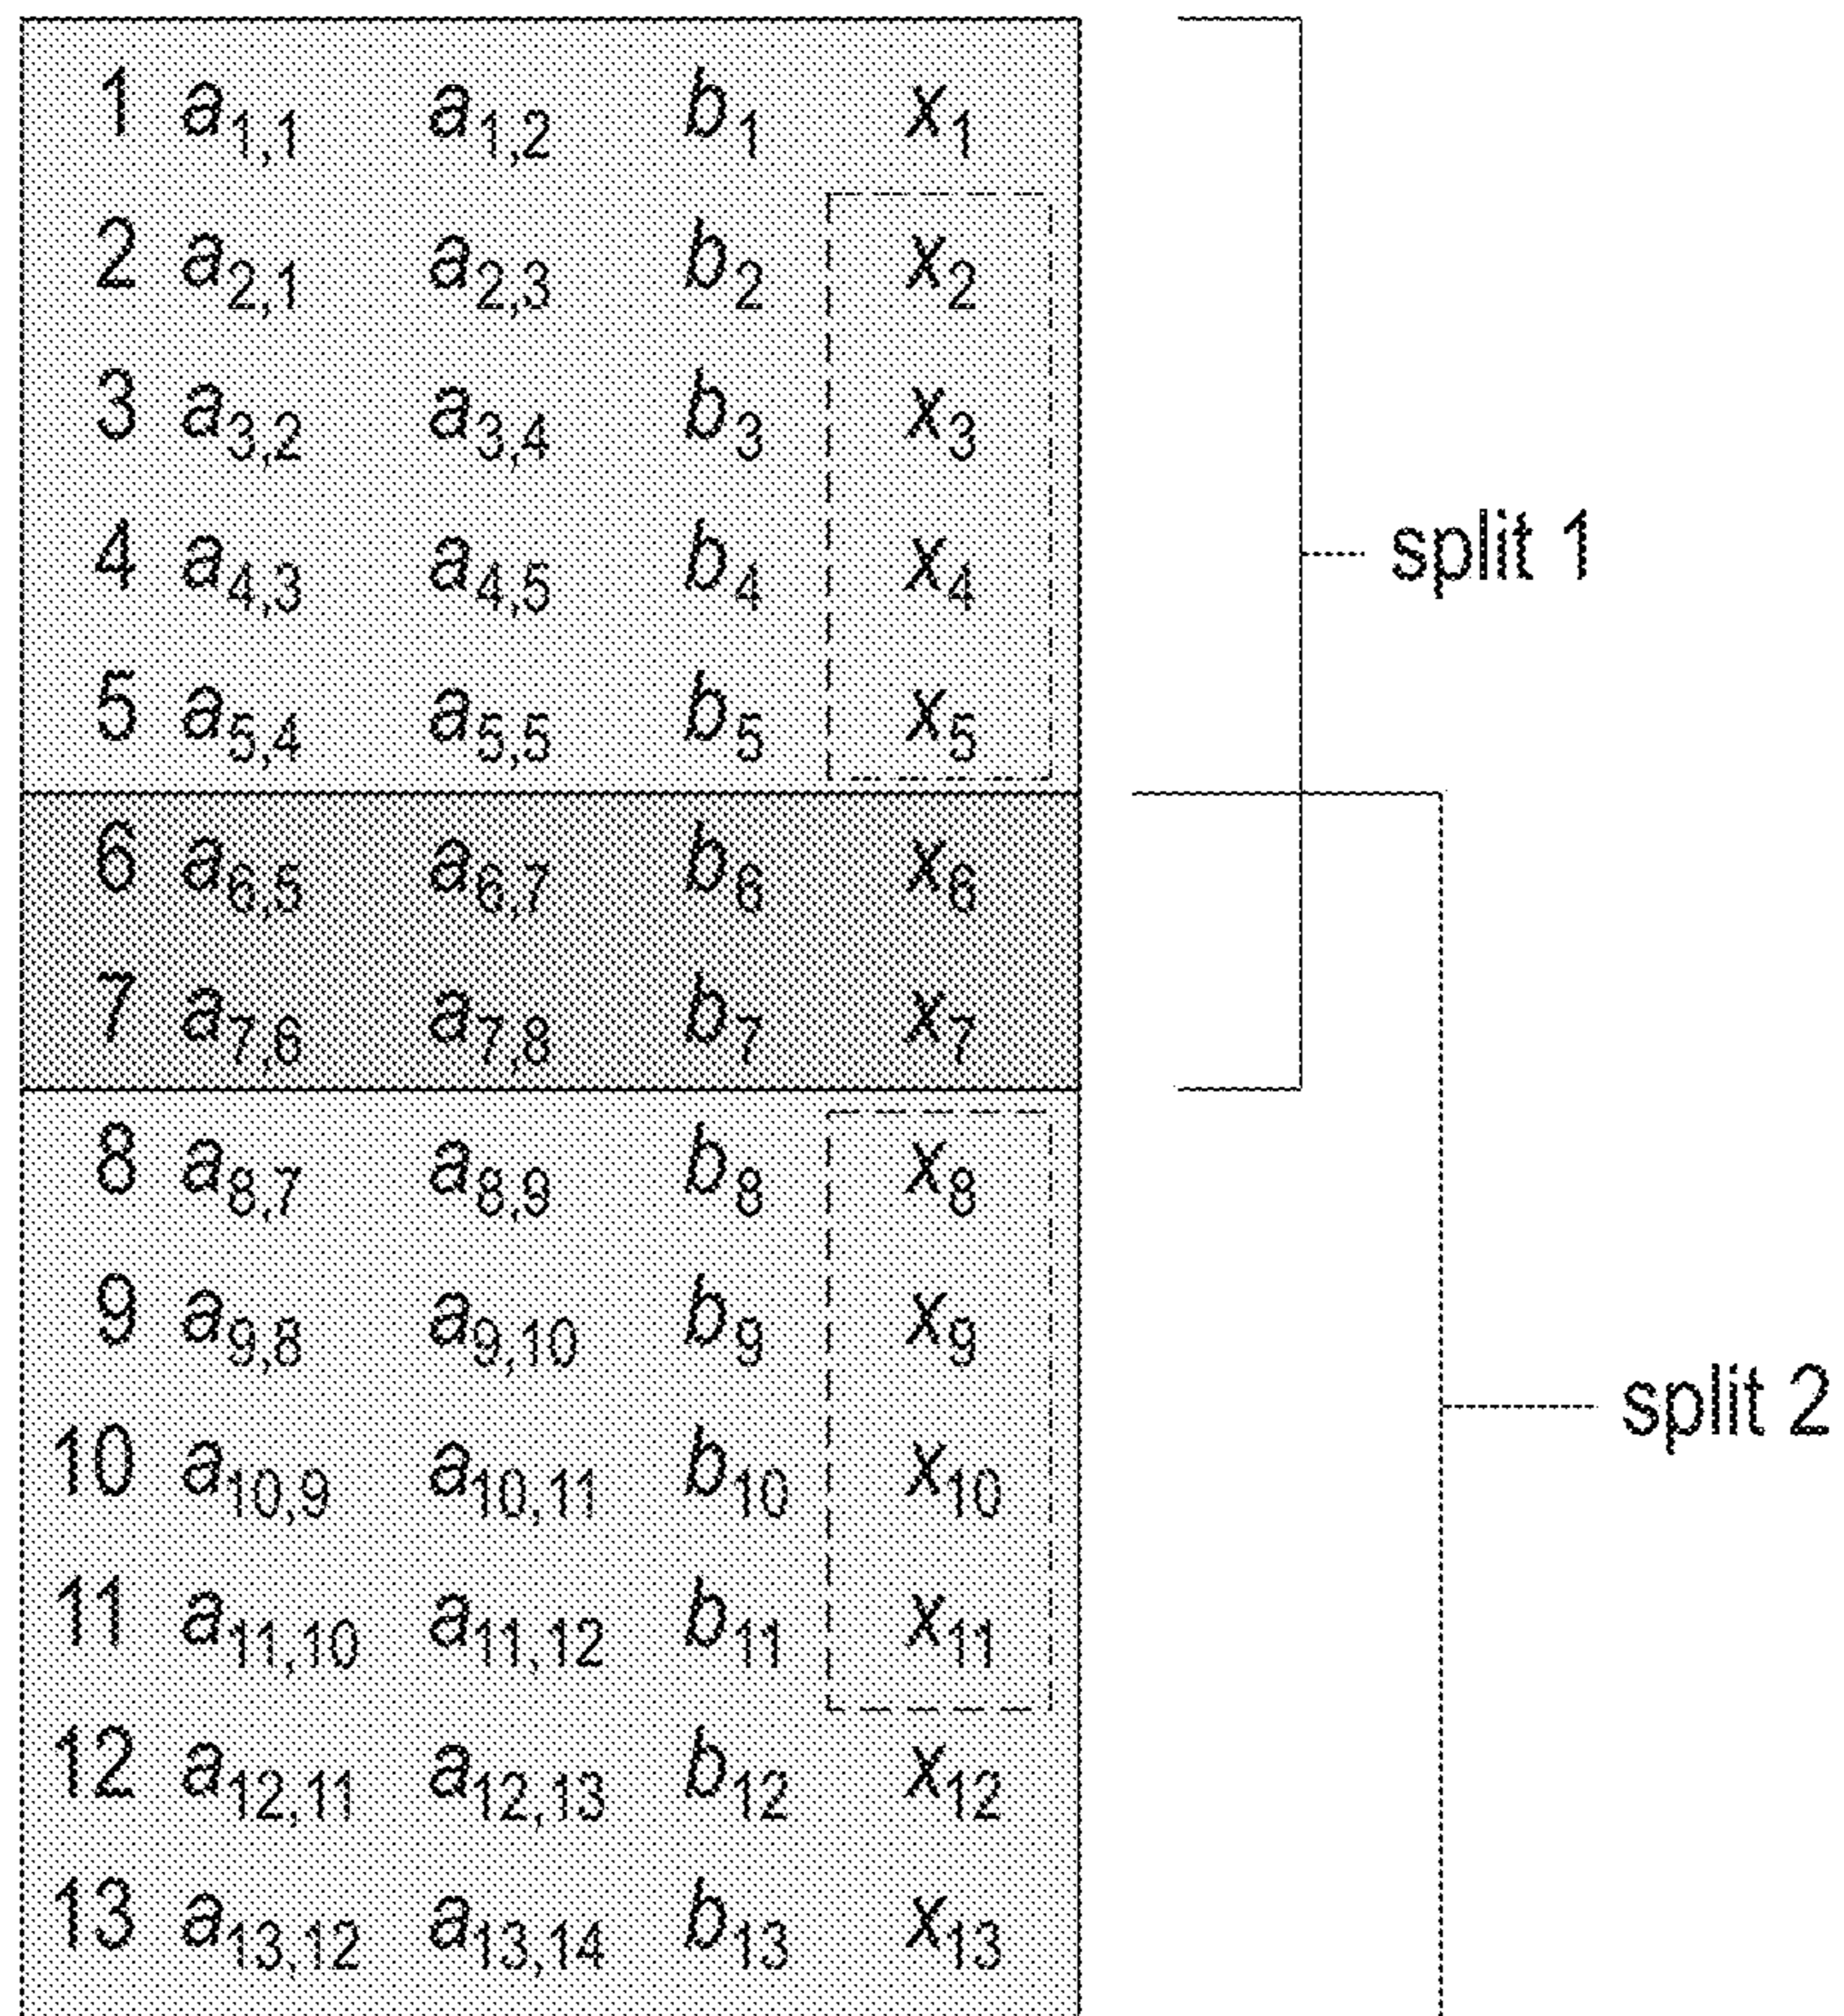 1 a1,1 a1,2 b1 x1
2 a2,1 a2,3 b2 x2
3 a3,2 a3,4 b3 x3
4 a4,3 a4,5 b4 x4
split 1
5 a5,4 a5,5 b5 x5
6 a6,5 a6,7 b6 x6
7 a7,6 a7,8 b7 x7
8 a8,7 a8,9 b8 x8
9 a9,8 a9,10 b9 x9
split 2
10 a10,9 a10,11 b10 x10
11 a11,10 a11,12 b11 x11
12 a12,11 a12,13 b12 x12
13 a13,12 a13,14 b13 x13